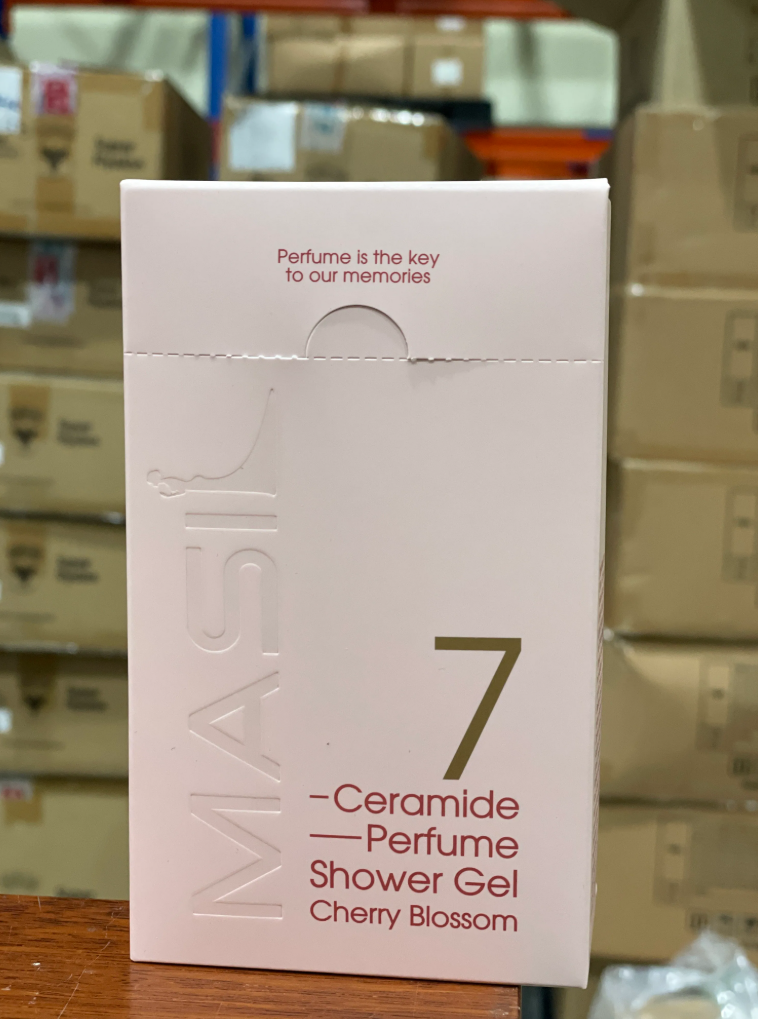 Perfume is the key
to our memories
MASIL
7
Ceramide
Perfume
Shower Gel
Cherry Blossom